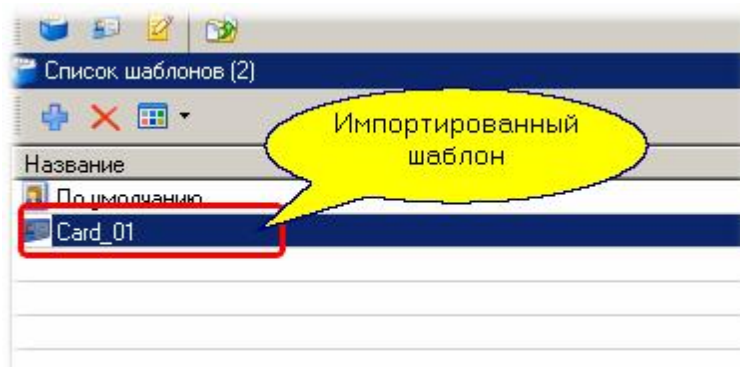 Список шаблонов (2)
Импортированный
шаблон
Название
По умолчанию
Card_01